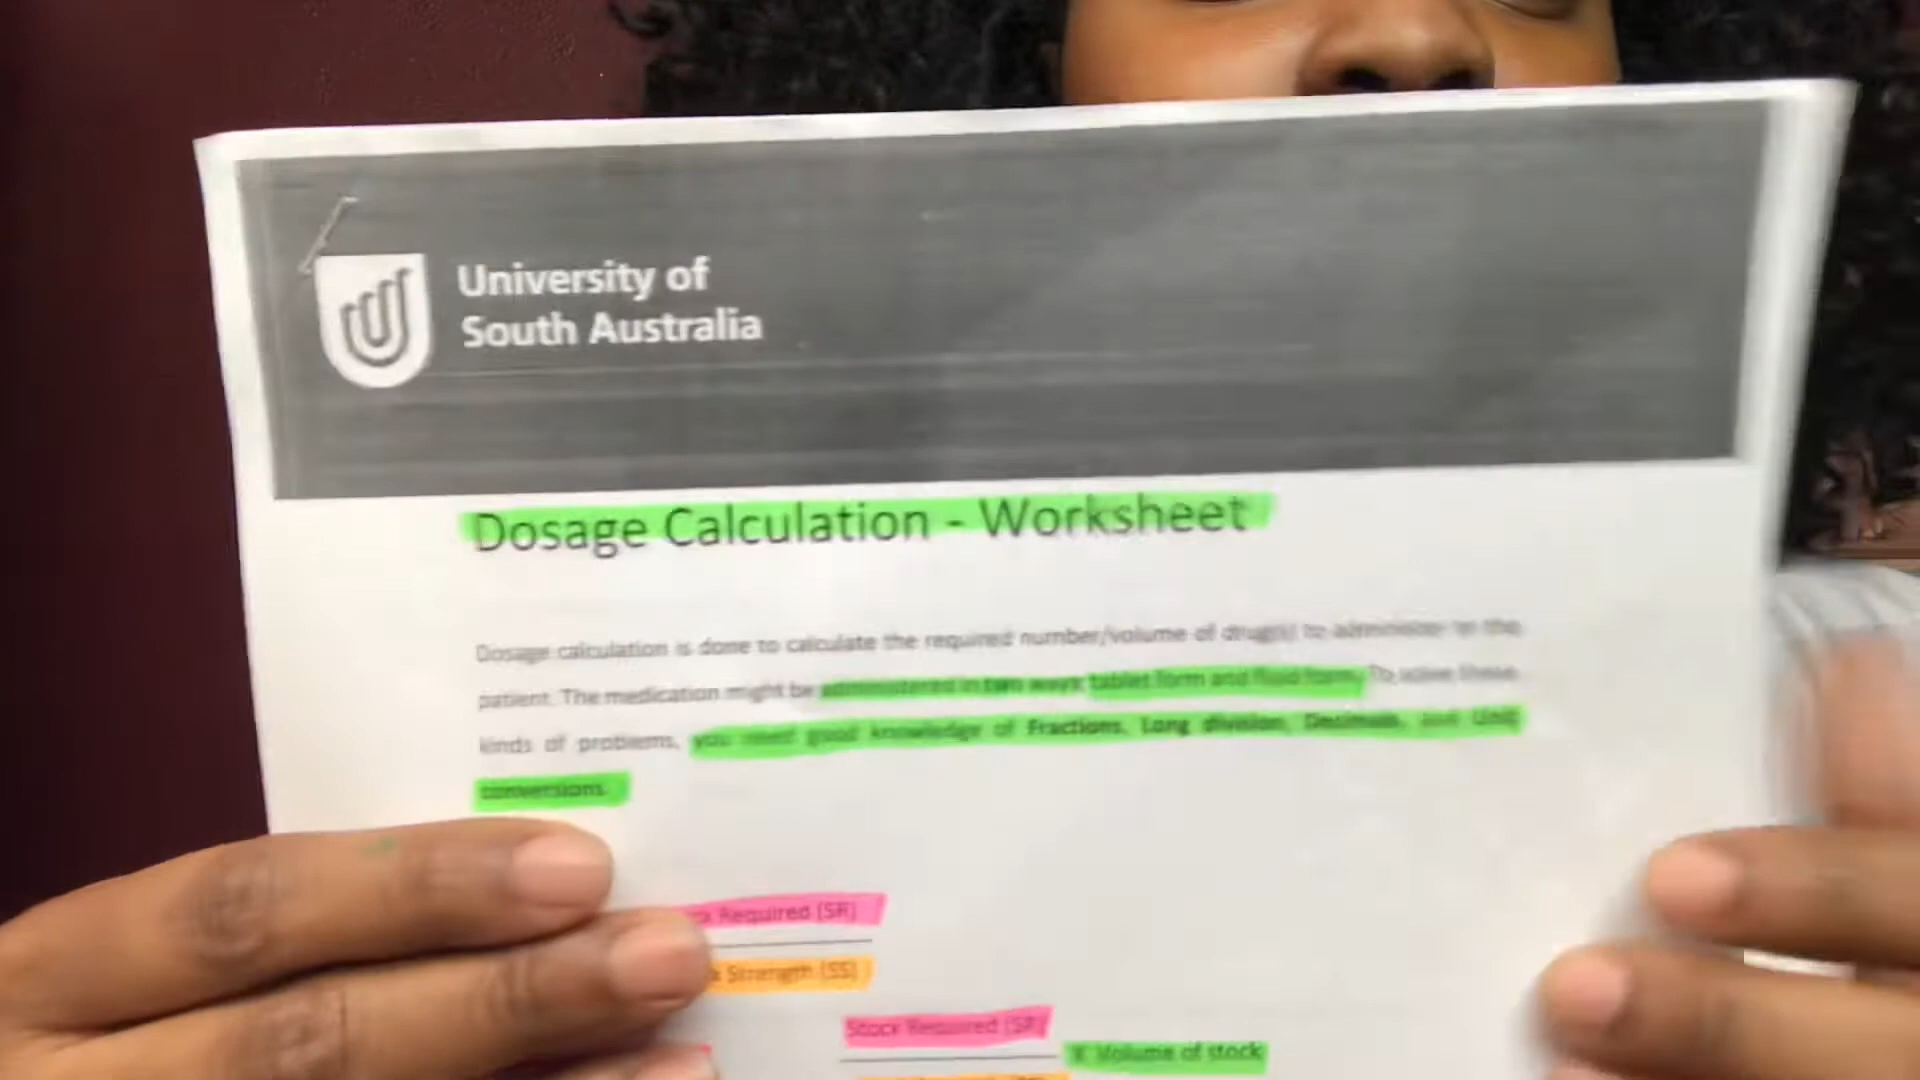 University of
South Australia
Dosage Calculation - Worksheet
Dosage calculation is done to calculate the required number/volume of drug(s) to administer to the
patient. The medication might be administered in two ways; tablet form and fluid form. To solve these
kinds of problems, you need good knowledge of Fractions, Long division, Decimals, and Unit
conversions.
Required (SR)
Strength (SS)
Stock Required (SR)
X Volume of stock